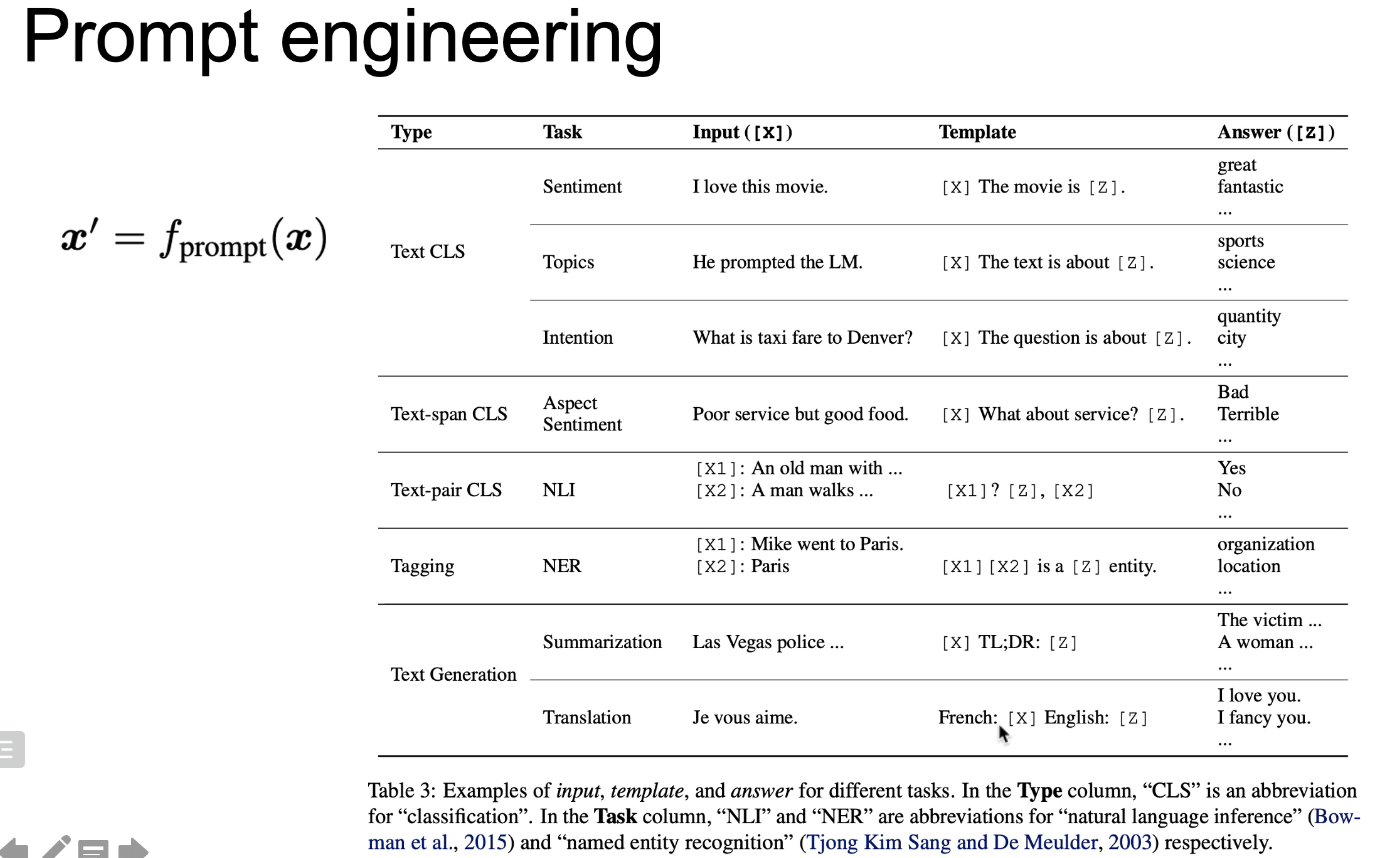 Prompt engineering
x′ = f_prompt(x)
Type Task Input ([X]) Template Answer ([Z])
Text CLS
Sentiment I love this movie. [X] The movie is [Z]. great
fantastic
...
Topics He prompted the LM. [X] The text is about [Z]. sports
science
...
Intention What is taxi fare to Denver? [X] The question is about [Z]. quantity
city
...
Text-span CLS Aspect
Sentiment Poor service but good food. [X] What about service? [Z]. Bad
Terrible
...
Text-pair CLS NLI [X1]: An old man with ...
[X2]: A man walks ... [X1]? [Z], [X2] Yes
No
...
Tagging NER [X1]: Mike went to Paris.
[X2]: Paris [X1][X2] is a [Z] entity. organization
location
...
Text Generation
Summarization Las Vegas police ... [X] TL;DR: [Z] The victim ...
A woman ...
...
Translation Je vous aime. French: [X] English: [Z] I love you.
I fancy you.
...
Table 3: Examples of input, template, and answer for different tasks. In the Type column, “CLS” is an abbreviation
for “classification”. In the Task column, “NLI” and “NER” are abbreviations for “natural language inference” (Bow-
man et al., 2015) and “named entity recognition” (Tjong Kim Sang and De Meulder, 2003) respectively.